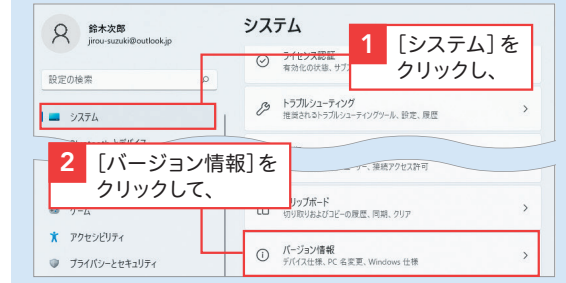 鈴木次郎
jirou-suzuki@outlook.jp
設定の検索
システム
システム
1 [システム]を
クリックし、
ライセンス認証
有効化の状態、サブ
トラブルシューティング
推奨されるトラブルシューティングツール、設定、履歴
2 [バージョン情報]を
クリックして、
接続アクセス許可
ゲーム
アクセシビリティ
プライバシーとセキュリティ
クリップボード
切り取りおよびコピーの履歴、同期、クリア
バージョン情報
デバイス仕様、PC 名変更、Windows 仕様